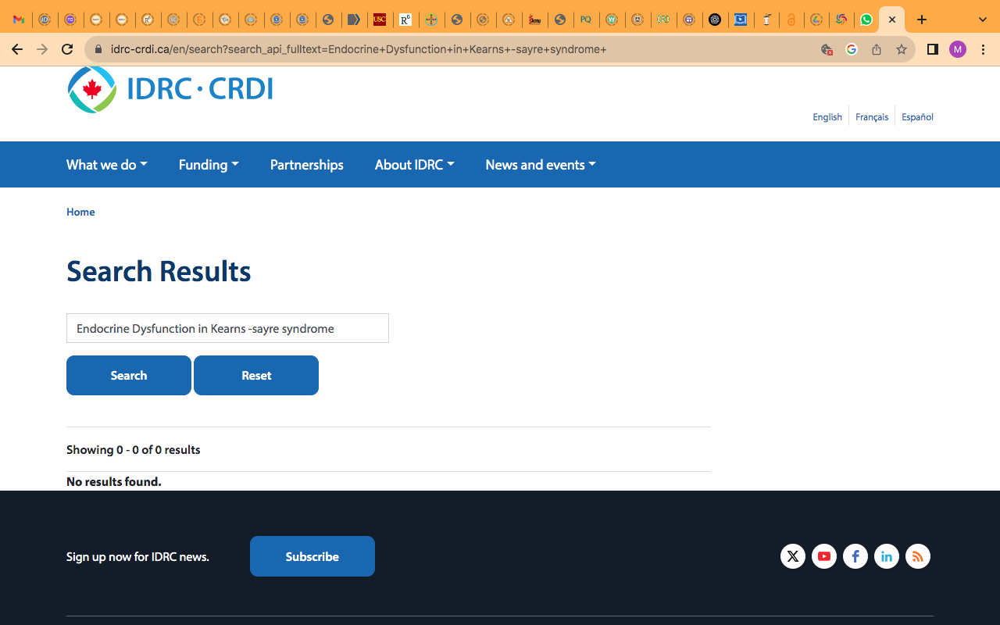 idrc-crdi.ca/en/search?search_api_fulltext=Endocrine+Dysfunction+in+Kearns+-sayre+syndrome+
M
IDRC · CRDI
English
Français
Español
What we do
Funding
Partnerships
About IDRC
News and events
Home
Search Results
Endocrine Dysfunction in Kearns -sayre syndrome
Search
Reset
Showing 0 - 0 of 0 results
No results found.
Sign up now for IDRC news.
Subscribe